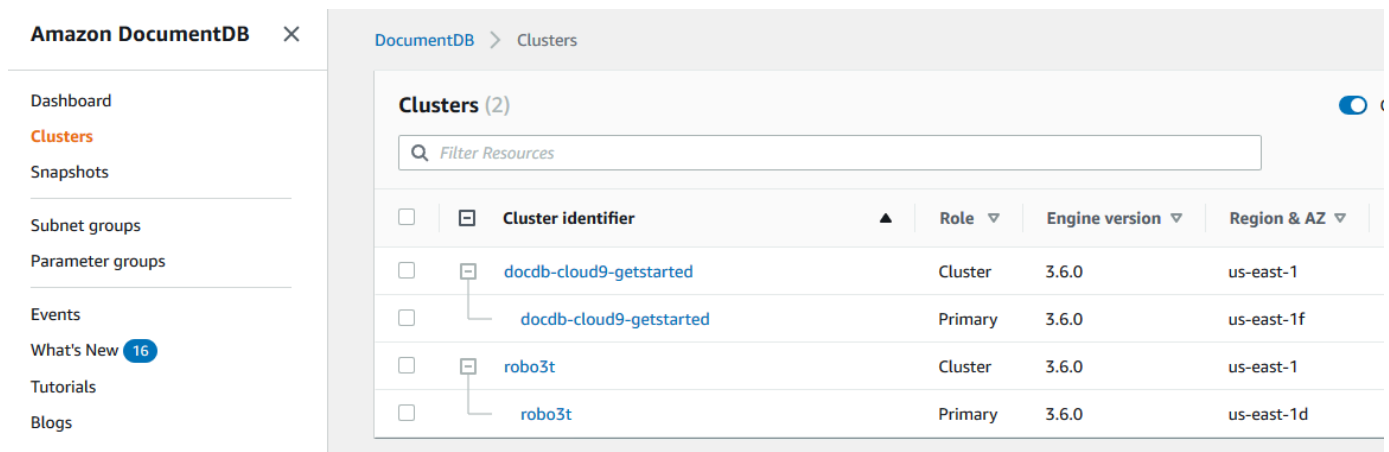 Amazon DocumentDB
Dashboard
Clusters
Snapshots
Subnet groups
Parameter groups
Events
What's New 16
Tutorials
Blogs
DocumentDB > Clusters
Clusters (2)
Filter Resources
Cluster identifier Role Engine version Region & AZ
docdb-cloud9-getstarted Cluster 3.6.0 us-east-1
docdb-cloud9-getstarted Primary 3.6.0 us-east-1f
robo3t Cluster 3.6.0 us-east-1
robo3t Primary 3.6.0 us-east-1d